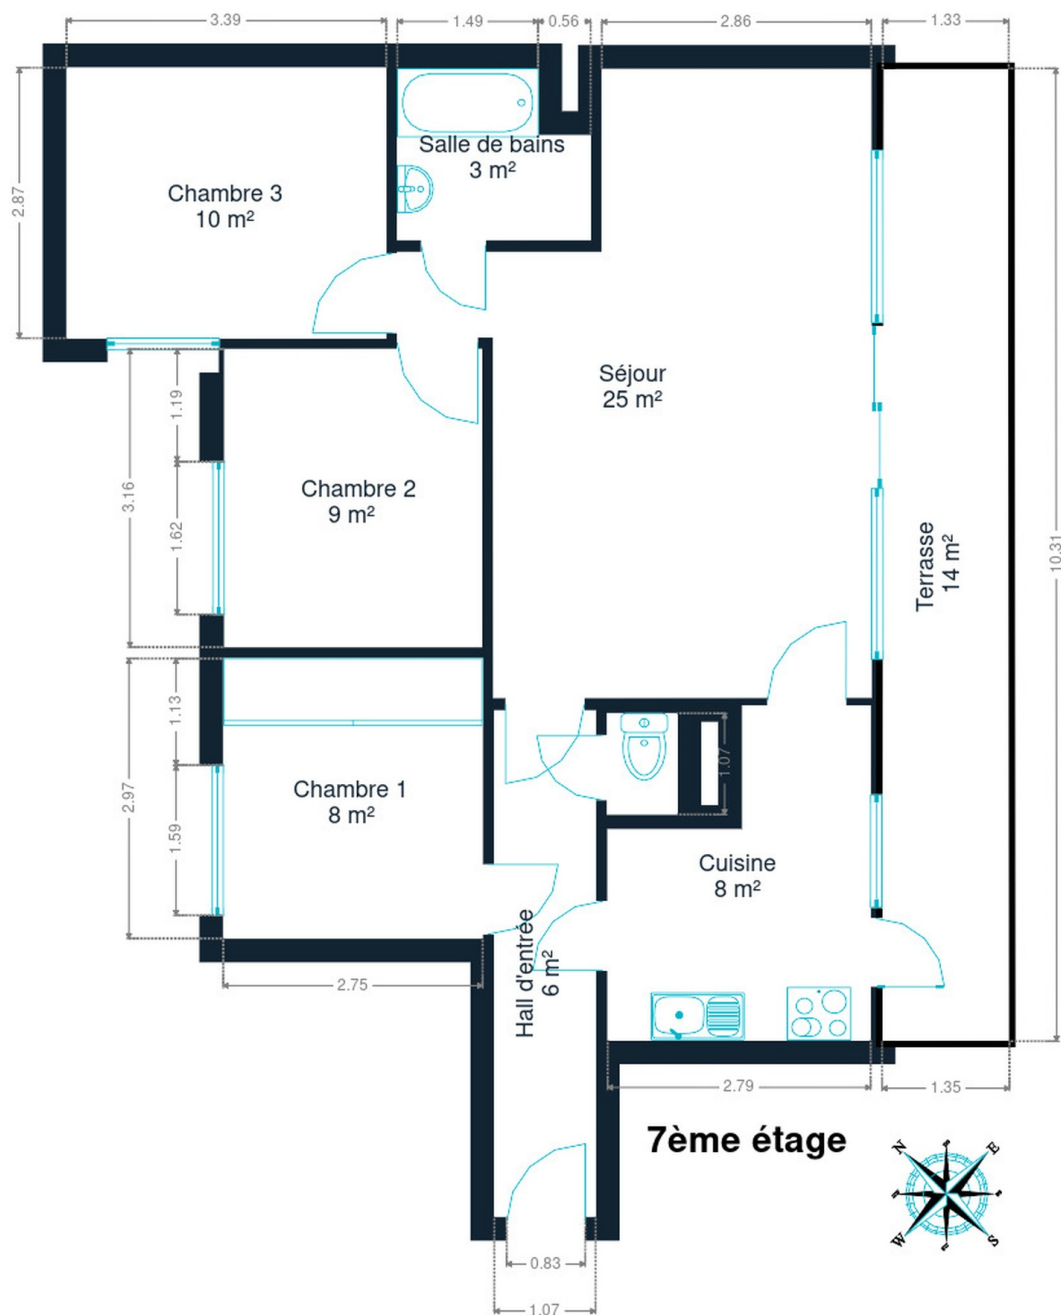 3.39
1.49
0.56
2.86
1.33
2.87
Chambre 3
10 m²
Salle de bains
3 m²
Séjour
25 m²
1.19
3.16
1.62
Chambre 2
9 m²
Terrasse
14 m²
10.31
1.13
2.97
1.59
Chambre 1
8 m²
1.07
Cuisine
8 m²
Hall d'entrée
6 m²
2.75
2.79
1.35
7ème étage
N
E
W
S
0.83
1.07